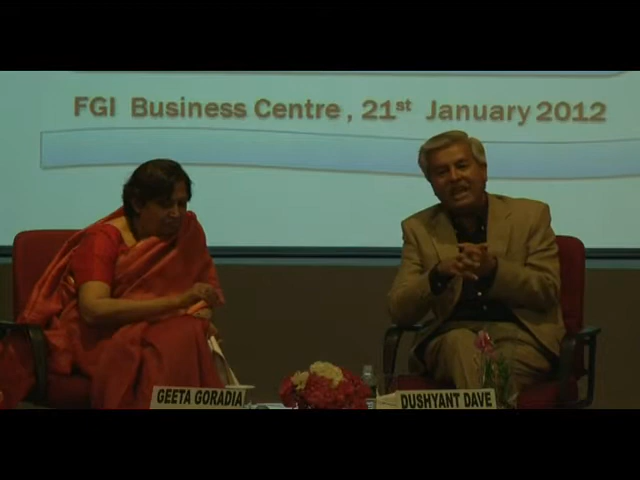 FGI Business Centre, 21st January 2012
GEETA GORADIA
DUSHYANT DAVE